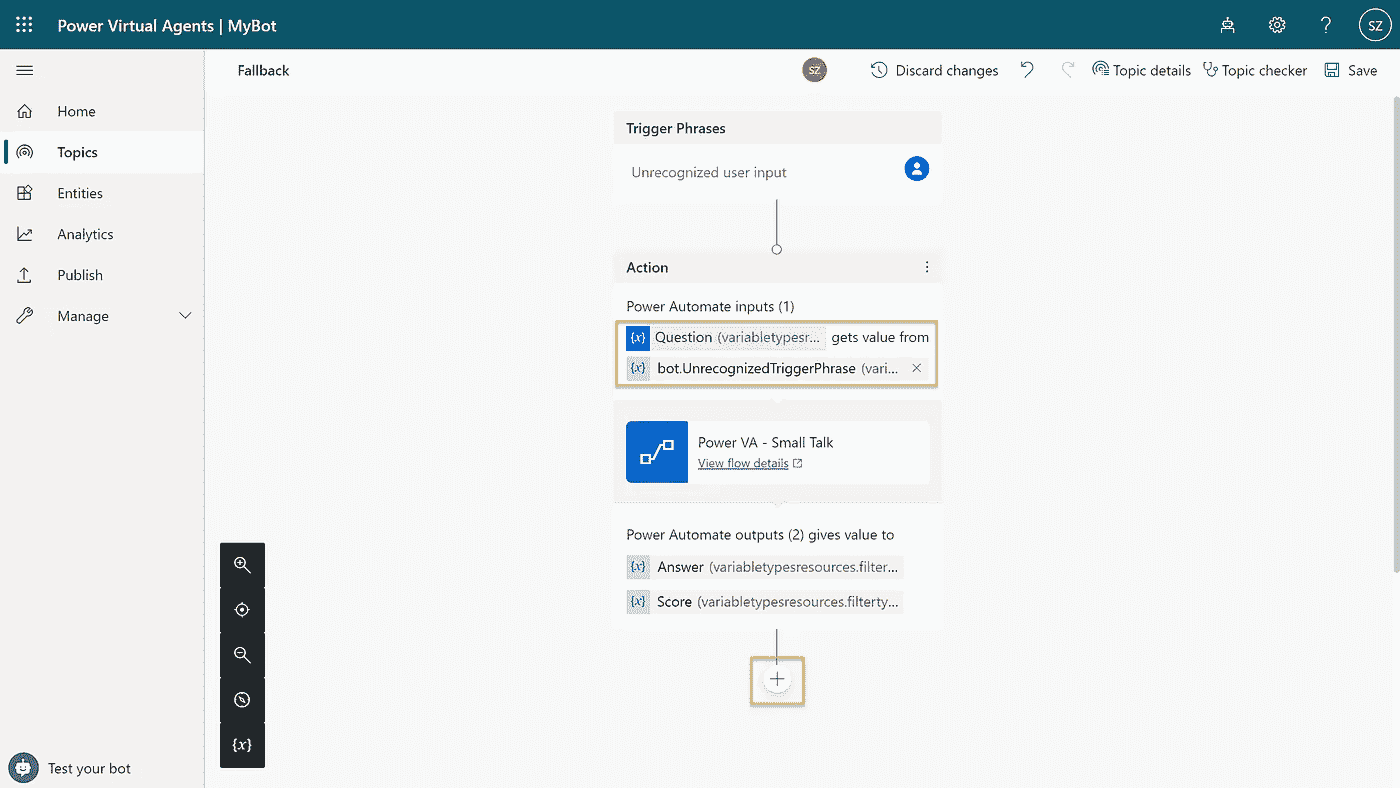 Power Virtual Agents | MyBot
SZ
Fallback
SZ
Discard changes
Topic details
Topic checker
Save
Home
Topics
Entities
Analytics
Publish
Manage
Test your bot
Trigger Phrases
Unrecognized user input
Action
Power Automate inputs (1)
{x} Question (variabletypesr... gets value from
{x} bot.UnrecognizedTriggerPhrase (vari...
Power VA - Small Talk
View flow details
Power Automate outputs (2) gives value to
{x} Answer (variabletypesresources.filter...
{x} Score (variabletypesresources.filterty...
{x}